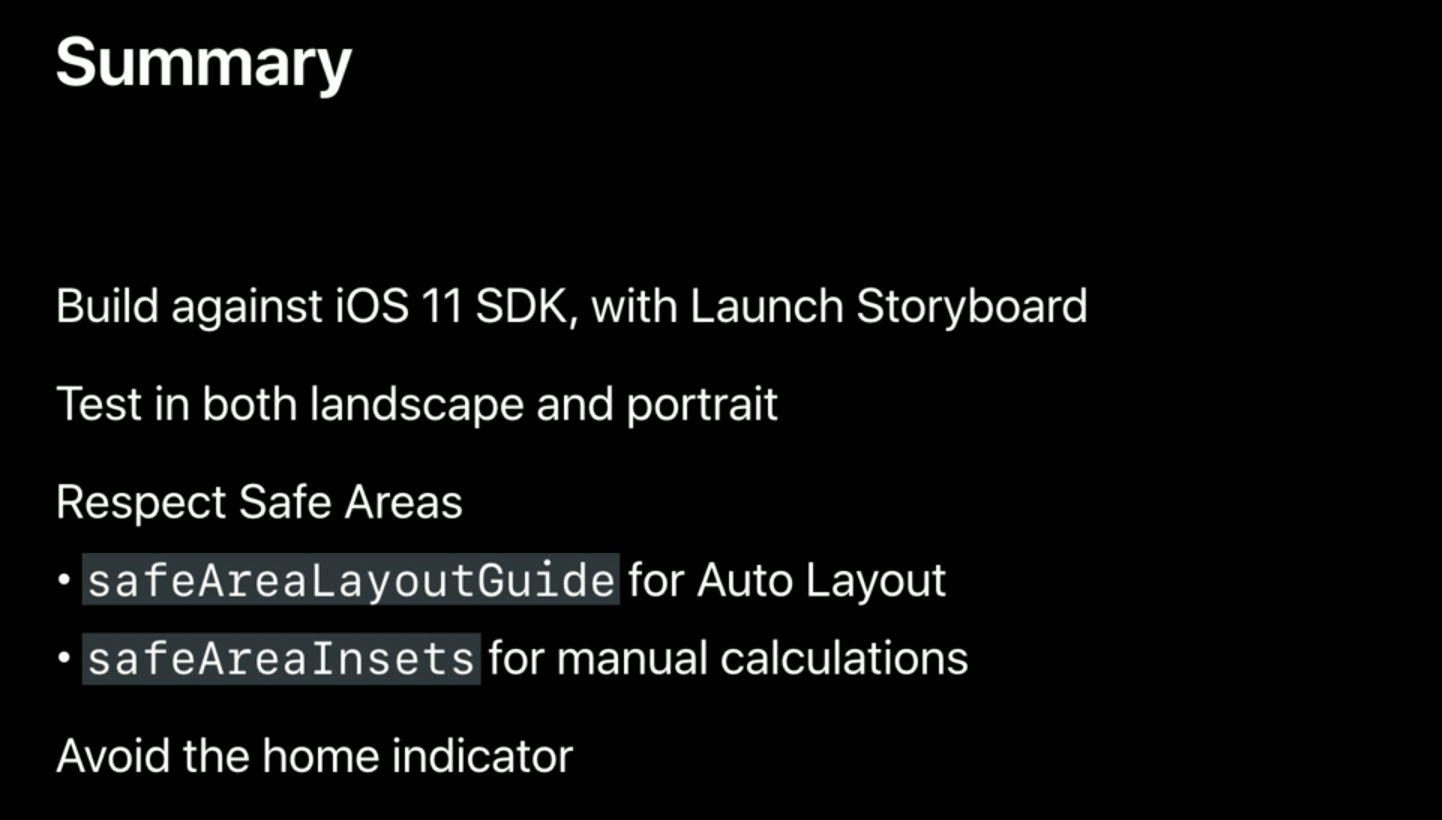 Summary
Build against iOS 11 SDK, with Launch Storyboard
Test in both landscape and portrait
Respect Safe Areas
• safeAreaLayoutGuide for Auto Layout
• safeAreaInsets for manual calculations
Avoid the home indicator